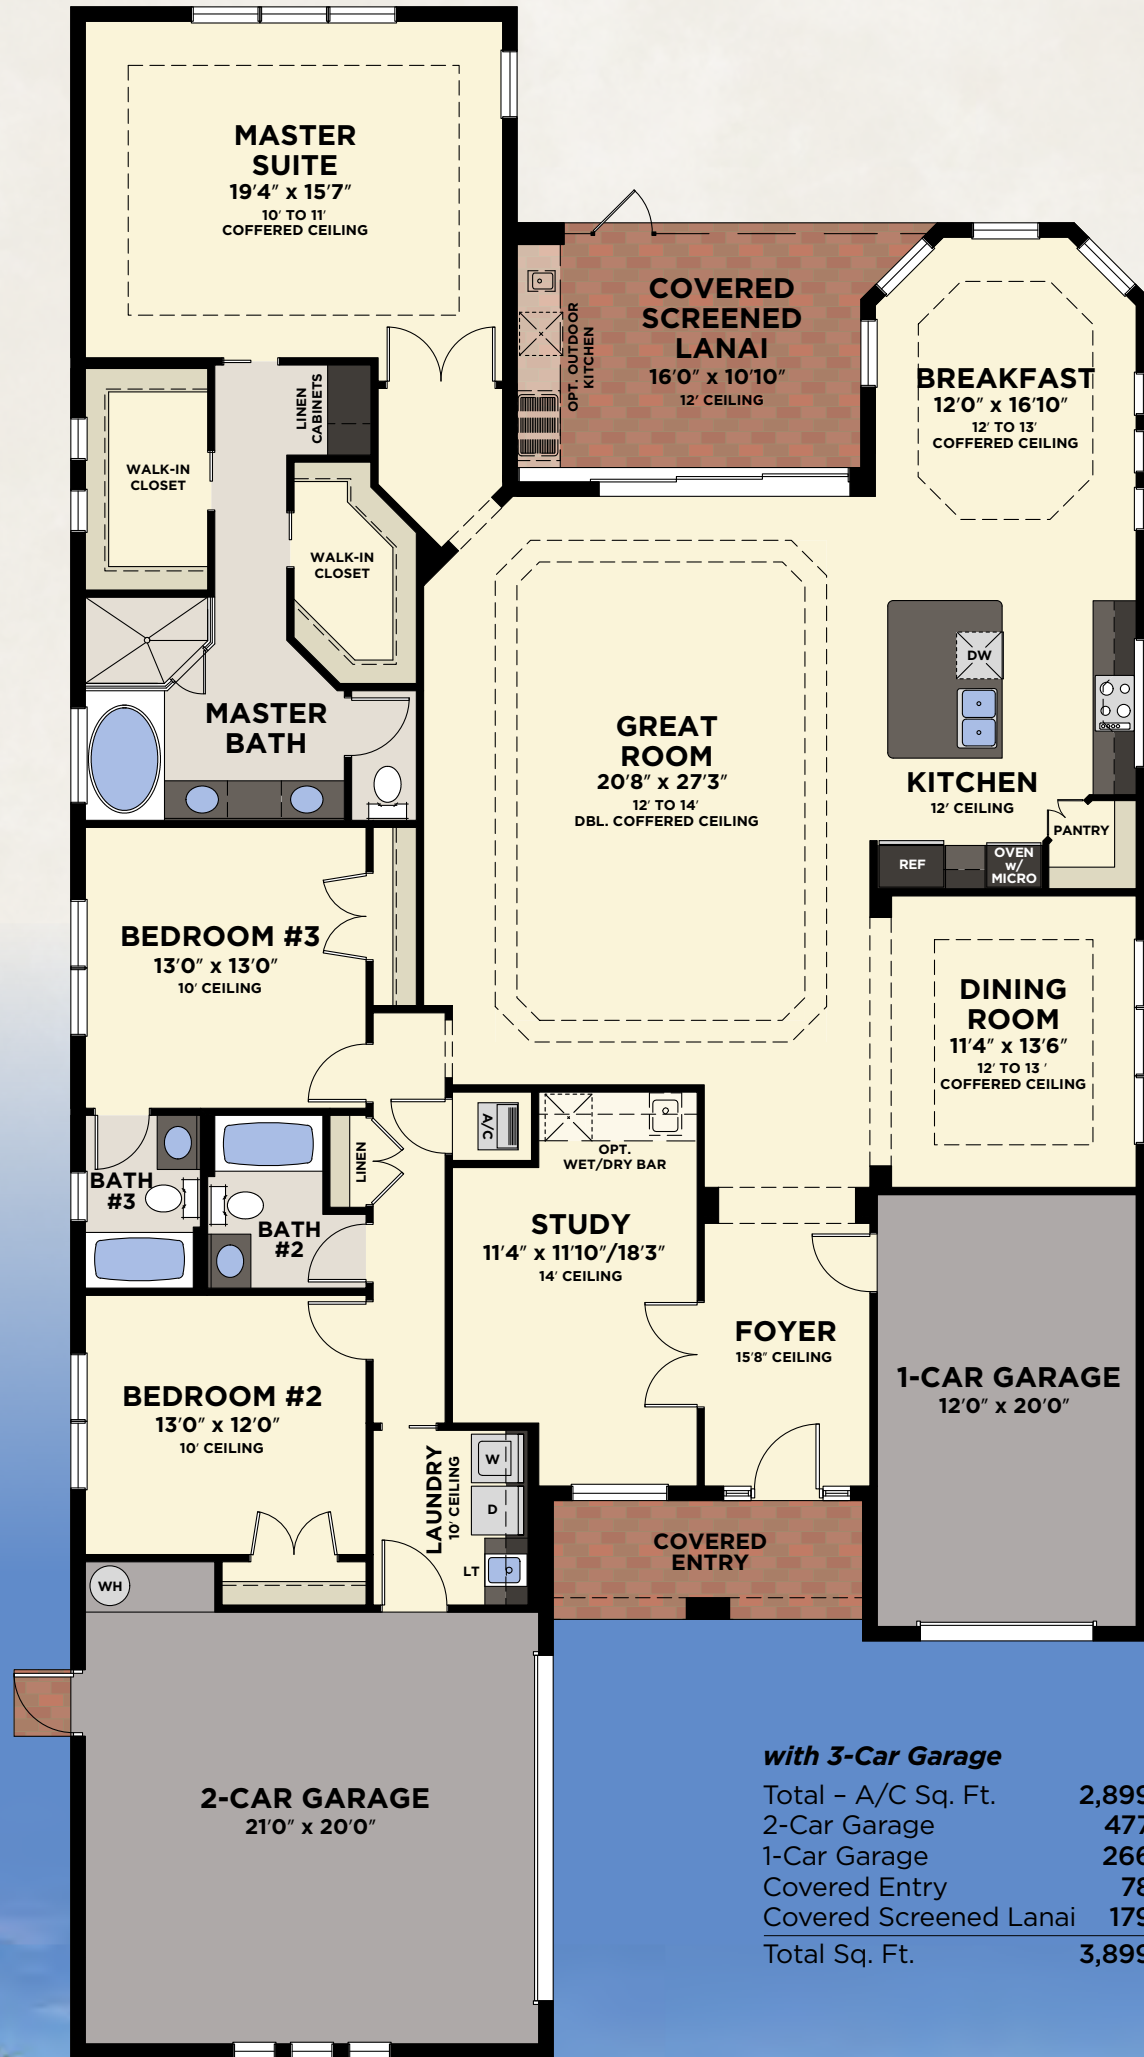 MASTER
SUITE
19'4" x 15'7"
10' TO 11'
COFFERED CEILING
COVERED
SCREENED
LANAI
16'0" x 10'10"
12' CEILING
OPT. OUTDOOR
KITCHEN
BREAKFAST
12'0" x 16'10"
12' TO 13'
COFFERED CEILING
LINEN
CABINETS
WALK-IN
CLOSET
WALK-IN
CLOSET
MASTER
BATH
GREAT
ROOM
20'8" x 27'3"
12' TO 14'
DBL. COFFERED CEILING
DW
KITCHEN
12' CEILING
PANTRY
REF
OVEN
w/
MICRO
BEDROOM #3
13'0" x 13'0"
10' CEILING
DINING
ROOM
11'4" x 13'6"
12' TO 13 '
COFFERED CEILING
A/C
OPT.
WET/DRY BAR
LINEN
BATH
#3
BATH
#2
STUDY
11'4" x 11'10"/18'3"
14' CEILING
FOYER
15'8" CEILING
1-CAR GARAGE
12'0" x 20'0"
BEDROOM #2
13'0" x 12'0"
10' CEILING
LAUNDRY
10' CEILING
W
D
LT
COVERED
ENTRY
WH
2-CAR GARAGE
21'0" x 20'0"
with 3-Car Garage
Total – A/C Sq. Ft. 2,899
2-Car Garage 477
1-Car Garage 266
Covered Entry 78
Covered Screened Lanai 179
Total Sq. Ft. 3,899